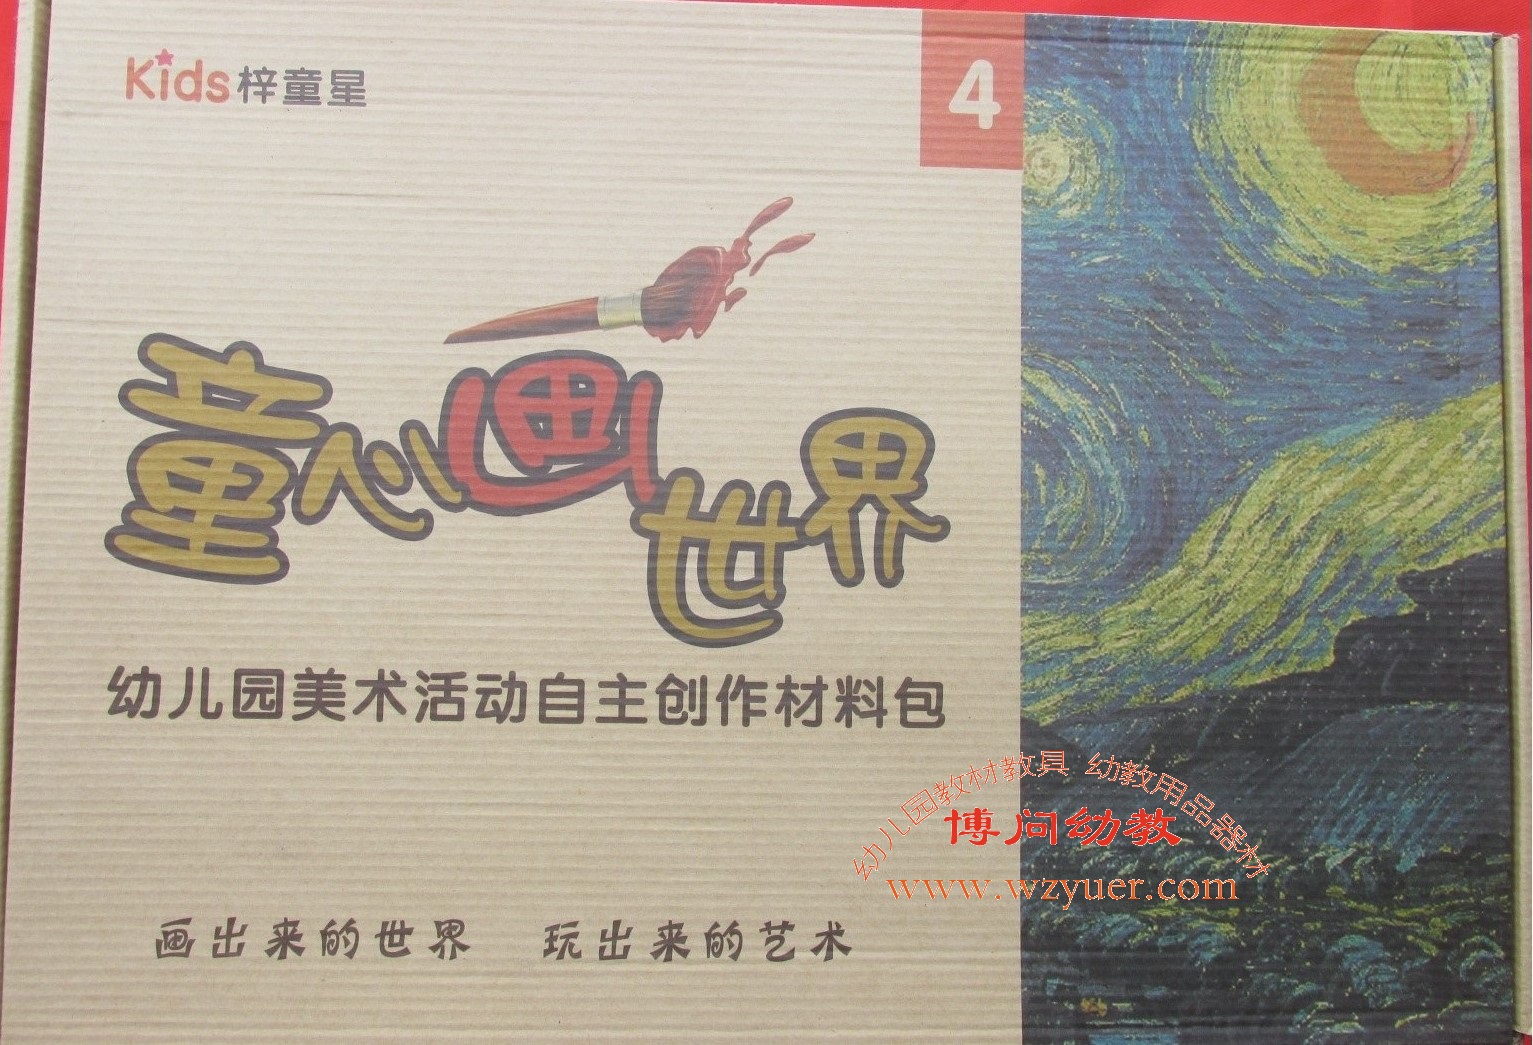 Kids梓童星
4
童心画世界
幼儿园美术活动自主创作材料包
幼儿园教材教具 幼教用品器材
博问幼教
www.wzyuer.com
画出来的世界 玩出来的艺术